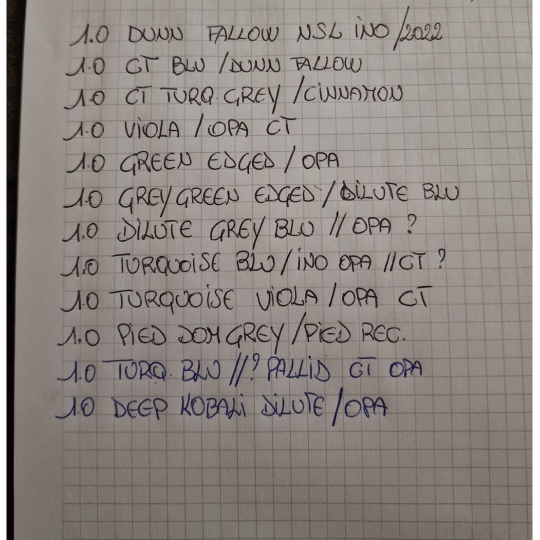 1.0 DUNN FALLOW NSL iNO/2022
1.0 CT BLU /DUNN FALLOW
1.0 CT TURQ. GREY /CINNAMON
1.0 VIOLA / OPA CT
1.0 GREEN EDGED / OPA
1.0 GREYGREEN EDGED / DILUTE BLU
1.0 DILUTE GREY BLU // OPA ?
1.0 TURQUOISE BLU / iNO OPA // CT ?
1.0 TURQUOISE VIOLA / OPA CT
1.0 PIED DOM GREY /PIED REC.
1.0 TURQ. BLU //? PALLID CT OPA
1.0 DEEP KOBALi DILUTE /OPA